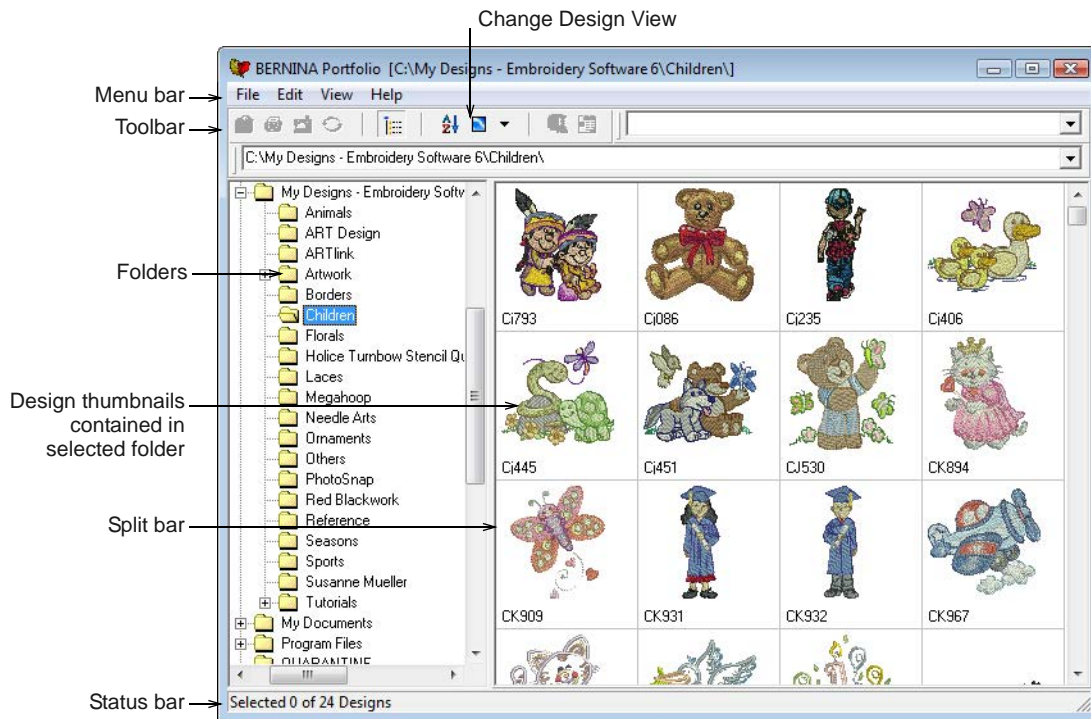 Change Design View
BERNINA Portfolio [C:\My Designs - Embroidery Software 6\Children\]
Menu bar
File Edit View Help
Toolbar
C:\My Designs - Embroidery Software 6\Children\
My Designs - Embroidery Softw
Animals
ART Design
ARTlink
Folders
Artwork
Borders
Children
Florals
Holice Turnbow Stencil Qu
Laces
Megahoop
Needle Arts
Ornaments
Others
PhotoSnap
Red Blackwork
Reference
Seasons
Sports
Susanne Mueller
Tutorials
My Documents
Program Files
QUARANTINE
Design thumbnails
contained in
selected folder
Split bar
Cj793 Cj086 Cj235 Cj406
Cj445 Cj451 CJ530 CK894
CK909 CK931 CK932 CK967
Status bar
Selected 0 of 24 Designs